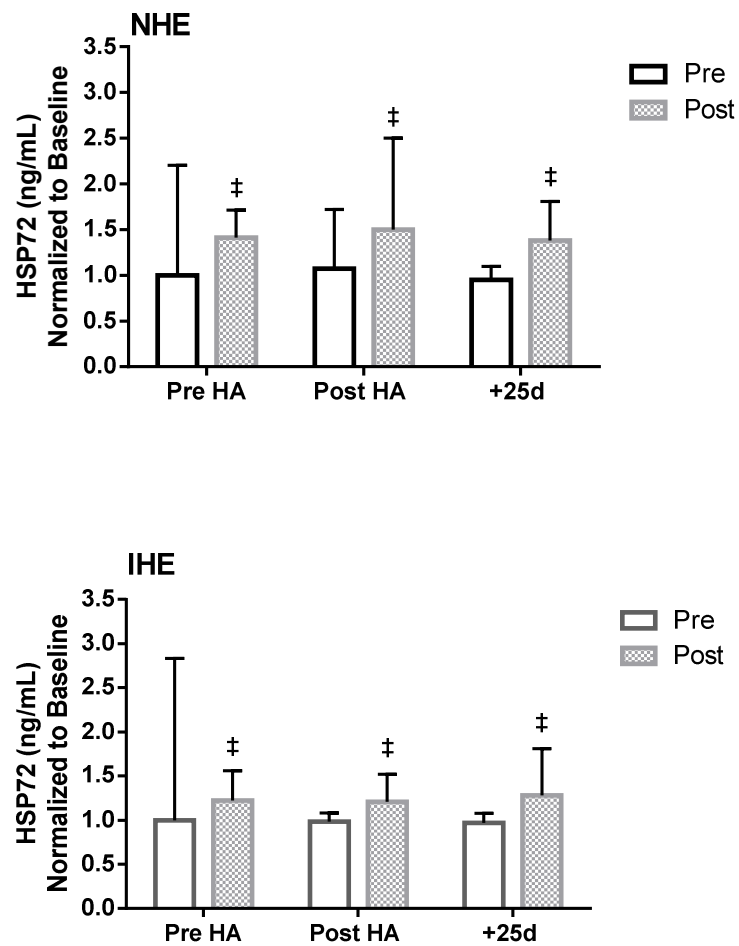 NHE
HSP72 (ng/mL)
Normalized to Baseline
3.5
3.0
2.5
2.0
1.5
1.0
0.5
0.0
‡
‡
‡
Pre HA
Post HA
+25d
Pre
Post
IHE
HSP72 (ng/mL)
Normalized to Baseline
3.5
3.0
2.5
2.0
1.5
1.0
0.5
0.0
‡
‡
‡
Pre HA
Post HA
+25d
Pre
Post